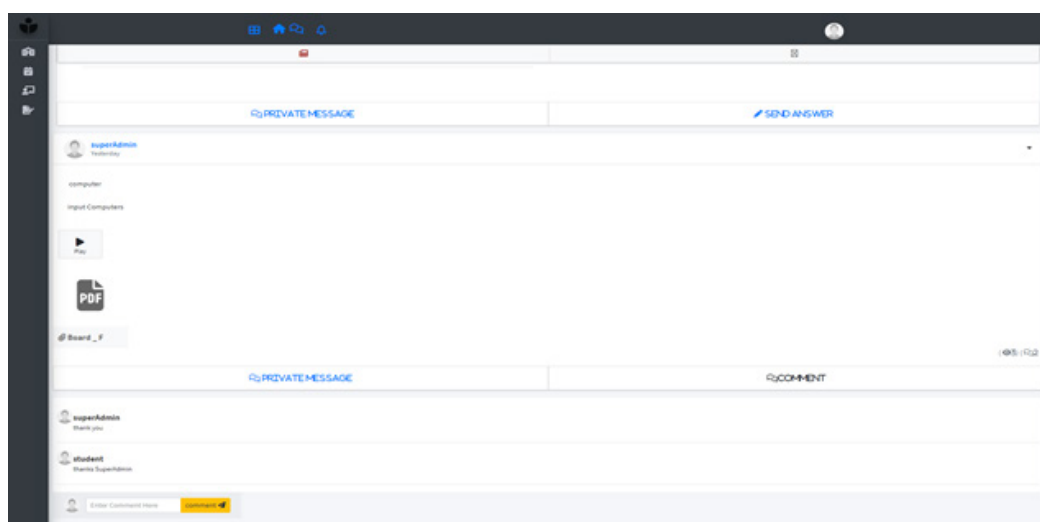 PRIVATE MESSAGE
SEND ANSWER
superAdmin
Yesterday
computer
Input Computers
Play
PDF
Board _ F
PRIVATE MESSAGE
COMMENT
superAdmin
thank you
student
thanks SuperAdmin
Enter Comment Here
comment